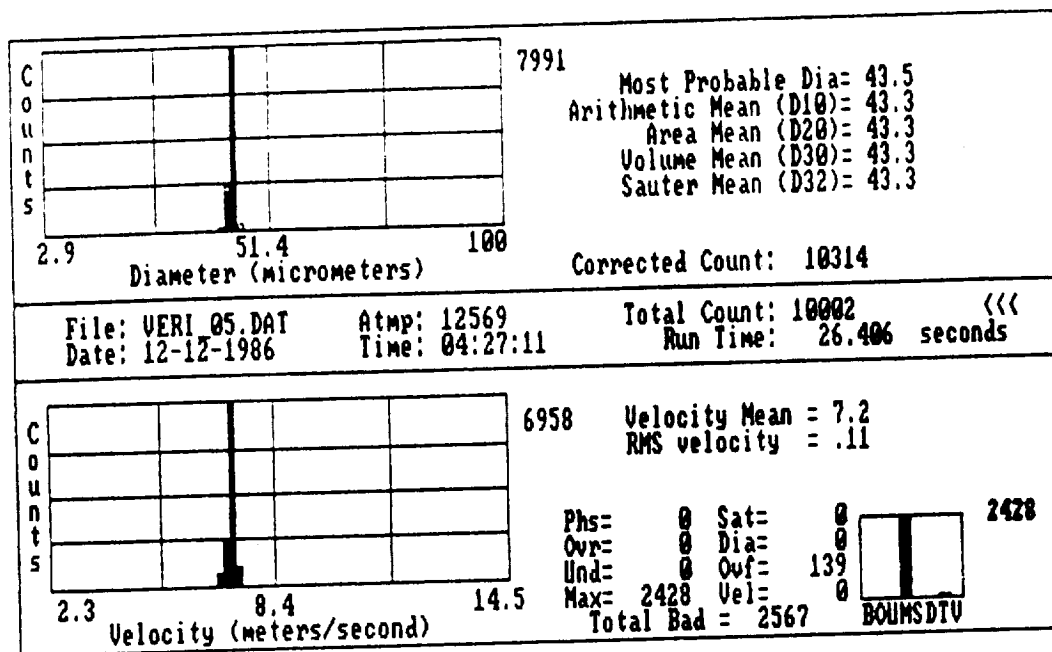 7991
Counts
Most Probable Dia= 43.5
Arithmetic Mean (D10)= 43.3
Area Mean (D20)= 43.3
Volume Mean (D30)= 43.3
Sauter Mean (D32)= 43.3
2.9 51.4 100
Diameter (micrometers)
Corrected Count: 10314
File: VERI_05.DAT Atmp: 12569 Total Count: 10002 <<<
Date: 12-12-1986 Time: 04:27:11 Run Time: 26.406 seconds
6958
Counts
Velocity Mean = 7.2
RMS velocity = .11
Phs= 0 Sat= 0 2428
Ovr= 0 Dia= 0
Und= 0 Ovf= 139
Max= 2428 Vel= 0
Total Bad = 2567
BOUMSDTV
2.3 8.4 14.5
Velocity (meters/second)